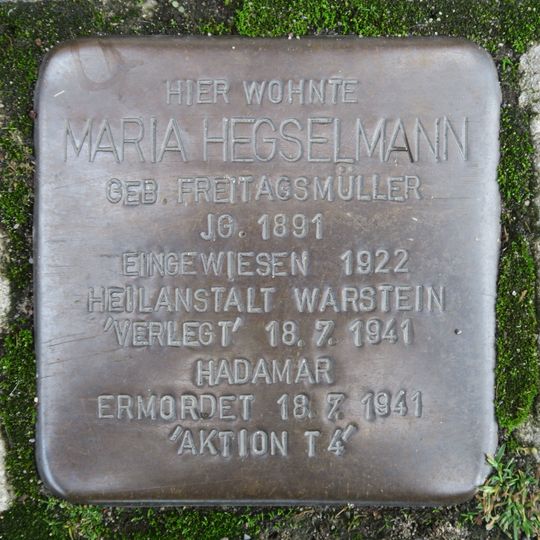 HIER WOHNTE
MARIA HEGSELMANN
GEB. FREITAGSMÜLLER
JG. 1891
EINGEWIESEN 1922
HEILANSTALT WARSTEIN
'VERLEGT' 18.7.1941
HADAMAR
ERMORDET 18.7.1941
'AKTION T4'